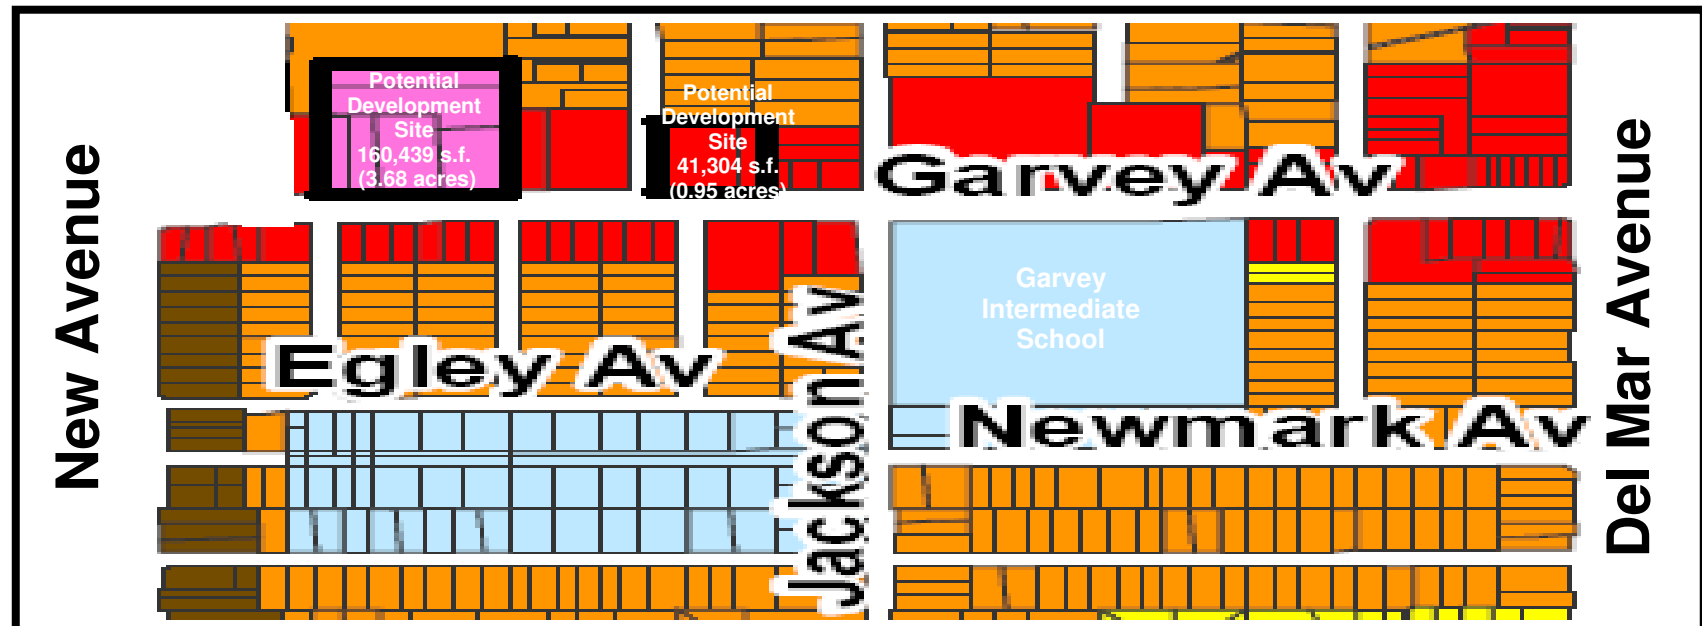 Potential
Development
Site
160,439 s.f.
(3.68 acres)
Potential
Development
Site
41,304 s.f.
(0.95 acres)
Garvey Av
New Avenue
Del Mar Avenue
Garvey
Intermediate
School
Egley Av
Jackson Av
Newmark Av